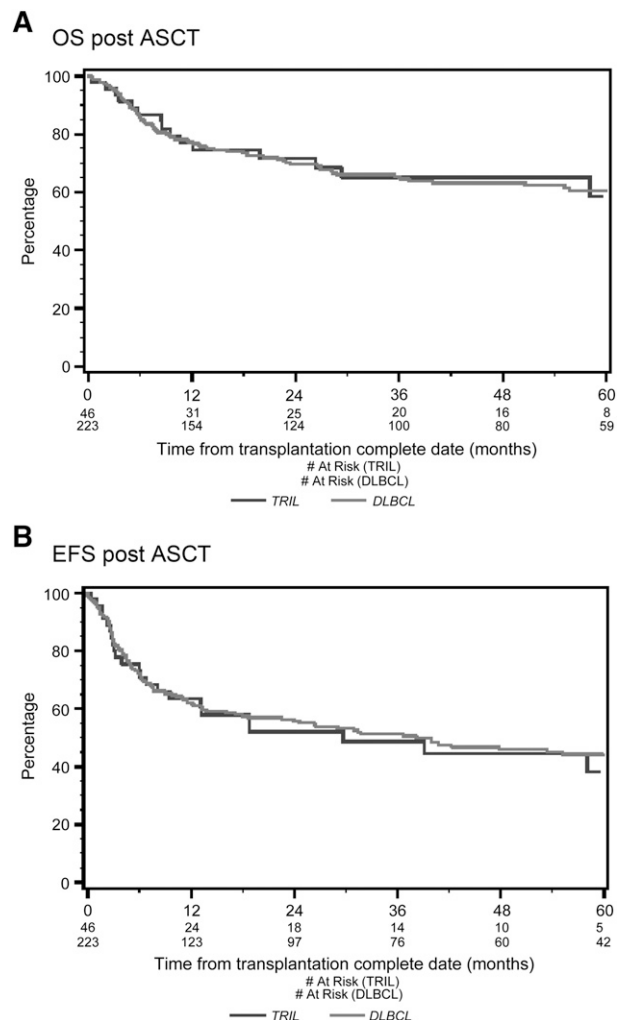 A
OS post ASCT
100
80
60
40
20
0
Percentage
0 12 24 36 48 60
46 31 25 20 16 8
223 154 124 100 80 59
Time from transplantation complete date (months)
# At Risk (TRIL)
# At Risk (DLBCL)
TRIL DLBCL
B
EFS post ASCT
100
80
60
40
20
0
Percentage
0 12 24 36 48 60
46 24 18 14 10 5
223 123 97 76 60 42
Time from transplantation complete date (months)
# At Risk (TRIL)
# At Risk (DLBCL)
TRIL DLBCL